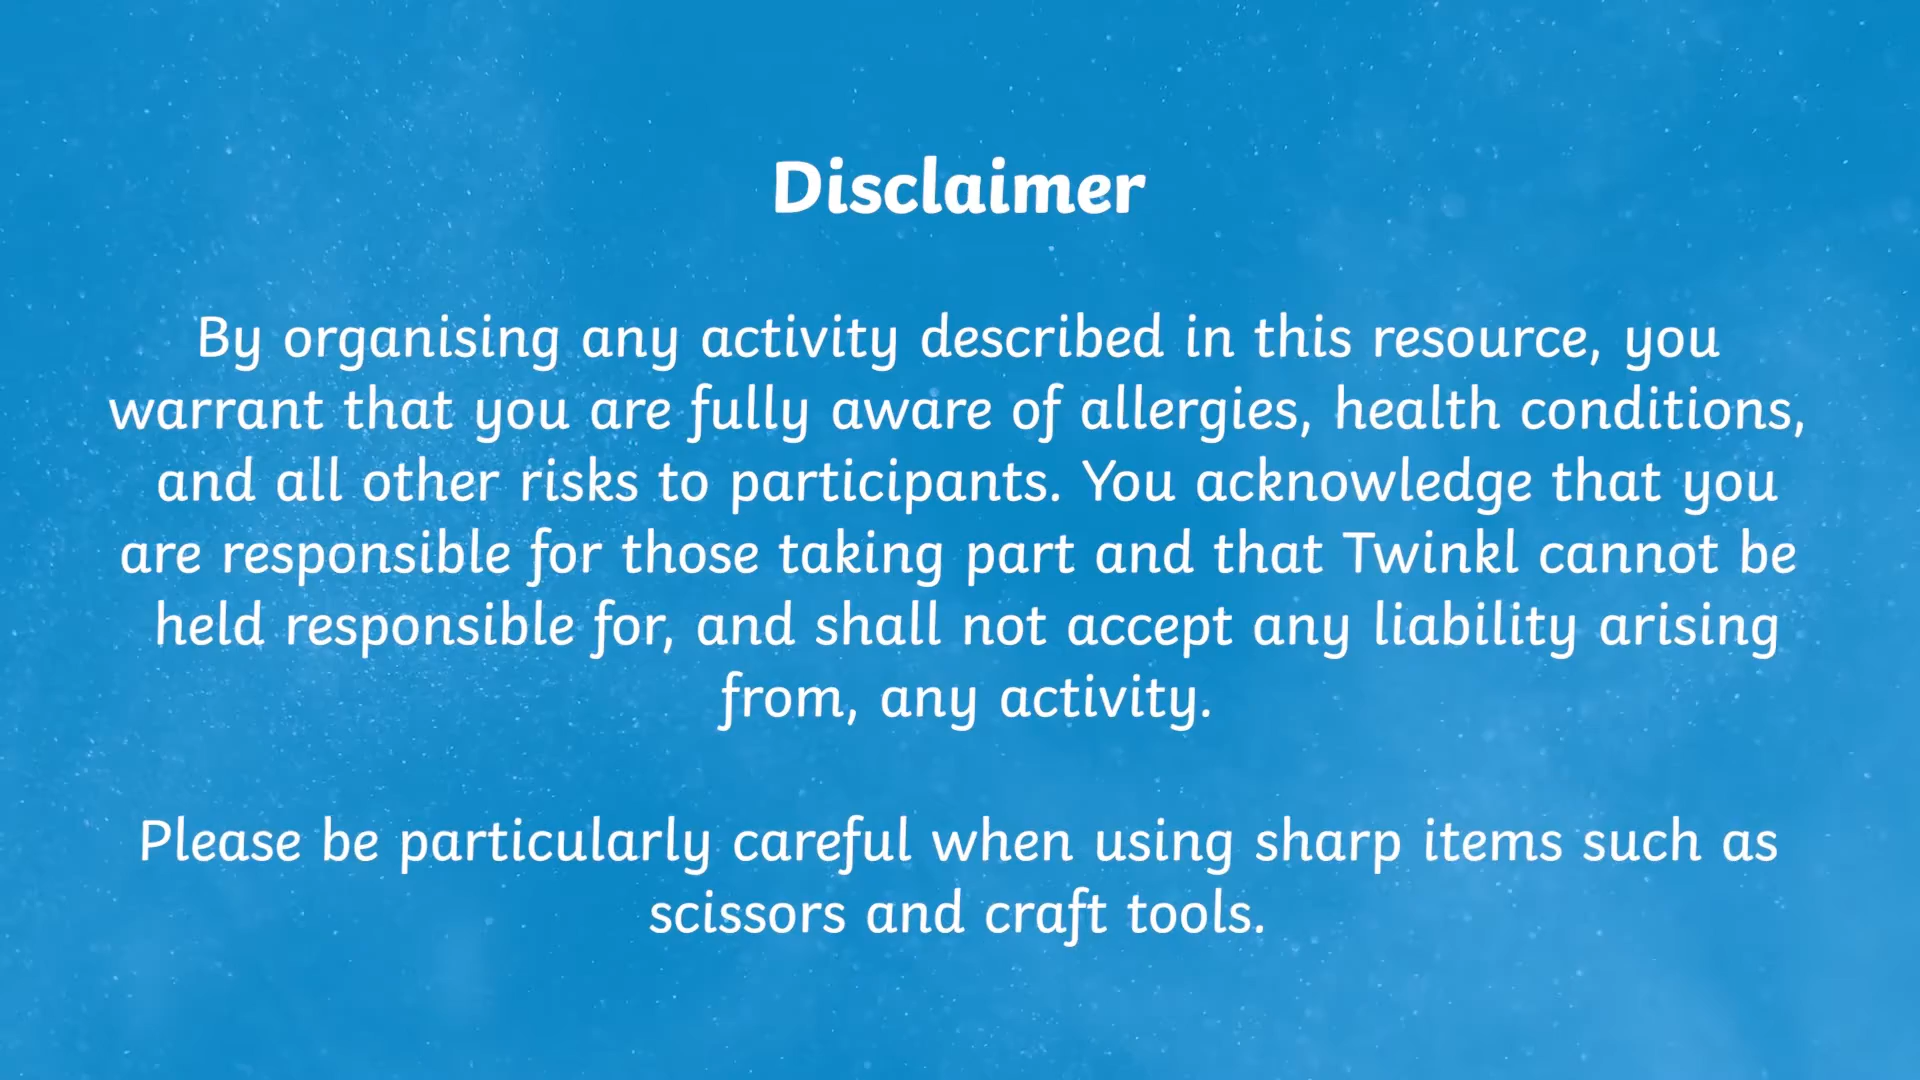 Disclaimer
By organising any activity described in this resource, you
warrant that you are fully aware of allergies, health conditions,
and all other risks to participants. You acknowledge that you
are responsible for those taking part and that Twinkl cannot be
held responsible for, and shall not accept any liability arising
from, any activity.
Please be particularly careful when using sharp items such as
scissors and craft tools.